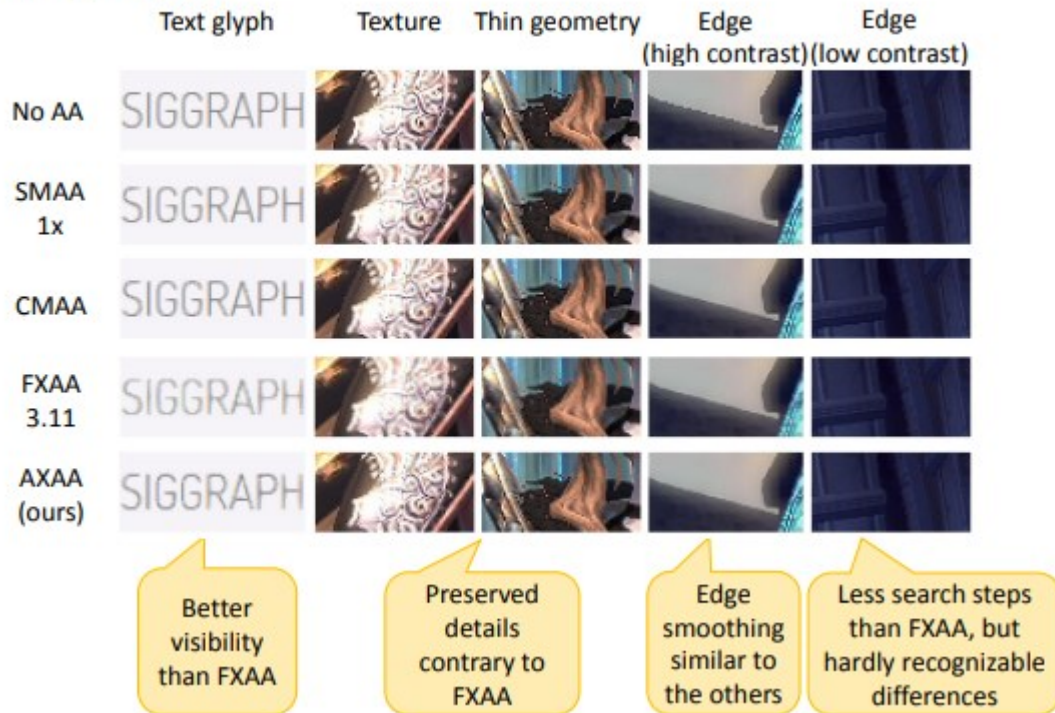 Text glyph
Texture
Thin geometry
Edge
(high contrast)
Edge
(low contrast)
No AA
SIGGRAPH
SMAA
1x
SIGGRAPH
CMAA
SIGGRAPH
FXAA
3.11
SIGGRAPH
AXAA
(ours)
SIGGRAPH
Better
visibility
than FXAA
Preserved
details
contrary to
FXAA
Edge
smoothing
similar to
the others
Less search steps
than FXAA, but
hardly recognizable
differences